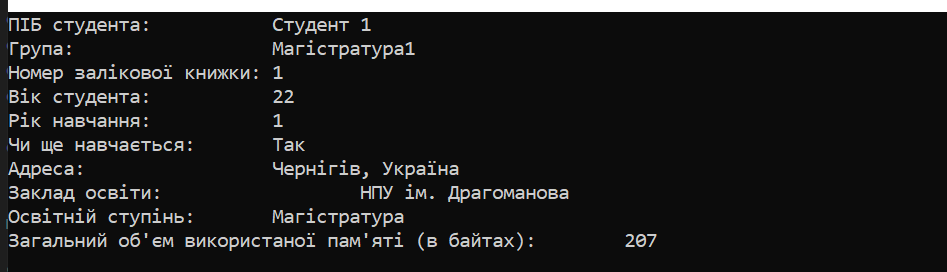 ПІБ студента: Студент 1
Група: Магістратура1
Номер залікової книжки: 1
Вік студента: 22
Рік навчання: 1
Чи ще навчається: Так
Адреса: Чернігів, Україна
Заклад освіти: НПУ ім. Драгоманова
Освітній ступінь: Магістратура
Загальний об'єм використаної пам'яті (в байтах): 207